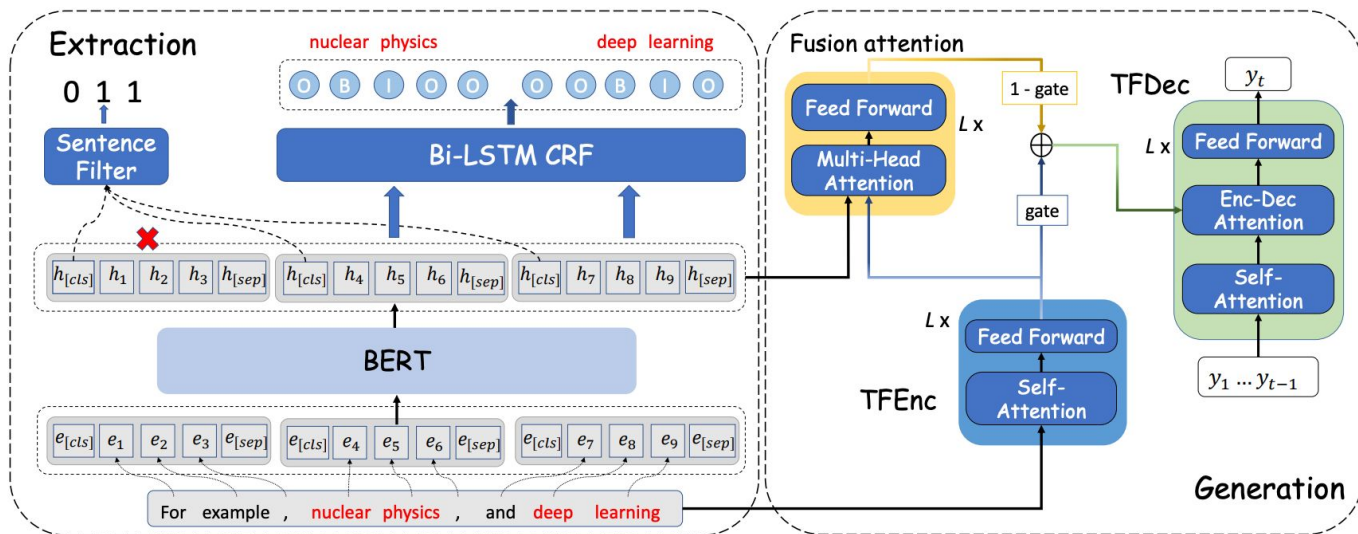 Extraction
nuclear physics deep learning
O B I O O O O B I O
0 1 1
Sentence Filter
Bi-LSTM CRF
h[cls] h1 h2 h3 h[sep] h[cls] h4 h5 h6 h[sep] h[cls] h7 h8 h9 h[sep]
BERT
e[cls] e1 e2 e3 e[sep] e[cls] e4 e5 e6 e[sep] e[cls] e7 e8 e9 e[sep]
For example , nuclear physics , and deep learning
Fusion attention
Feed Forward
Multi-Head
Attention
L x
1 - gate
gate
L x
Feed Forward
Self-
Attention
TFEnc
TFDec
yt
L x
Feed Forward
Enc-Dec
Attention
Self-
Attention
y1 ... yt−1
Generation